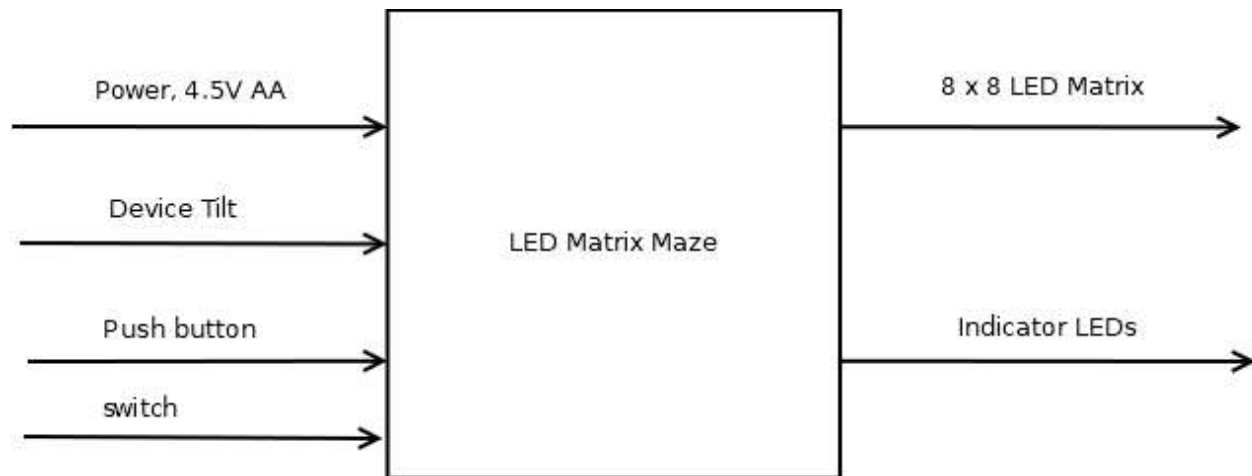 Power, 4.5V AA
8 x 8 LED Matrix
Device Tilt
LED Matrix Maze
Push button
Indicator LEDs
switch